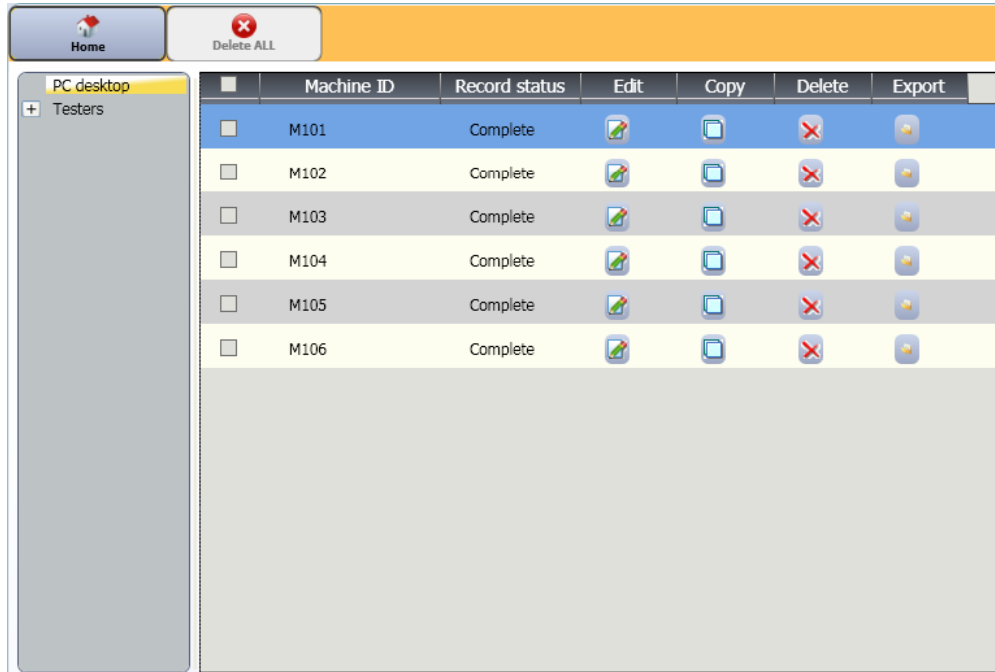 Home
Delete ALL
PC desktop
Testers
Machine ID Record status Edit Copy Delete Export
M101 Complete
M102 Complete
M103 Complete
M104 Complete
M105 Complete
M106 Complete